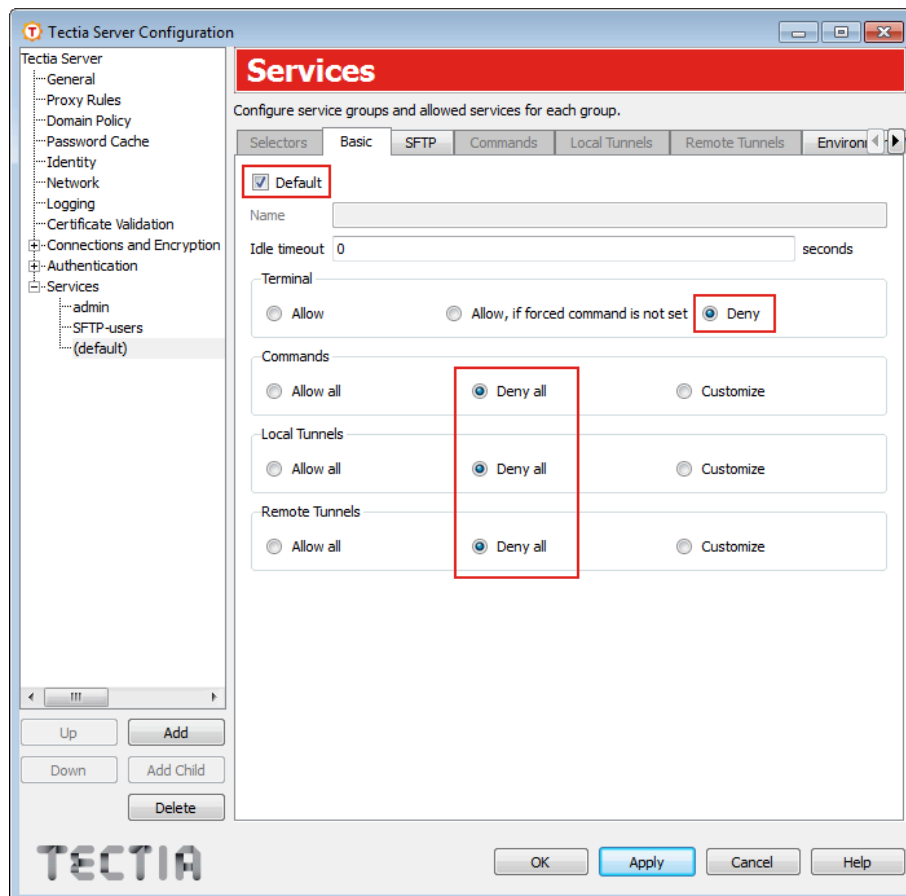 Tectia Server Configuration
Tectia Server
General
Proxy Rules
Domain Policy
Password Cache
Identity
Network
Logging
Certificate Validation
Connections and Encryption
Authentication
Services
admin
SFTP-users
(default)
Up
Add
Down
Add Child
Delete
TECTIA
Services
Configure service groups and allowed services for each group.
Selectors Basic SFTP Commands Local Tunnels Remote Tunnels
Default
Name
Idle timeout 0 seconds
Terminal
Allow Allow, if forced command is not set Deny
Commands
Allow all Deny all Customize
Local Tunnels
Allow all Deny all Customize
Remote Tunnels
Allow all Deny all Customize
OK Apply Cancel Help